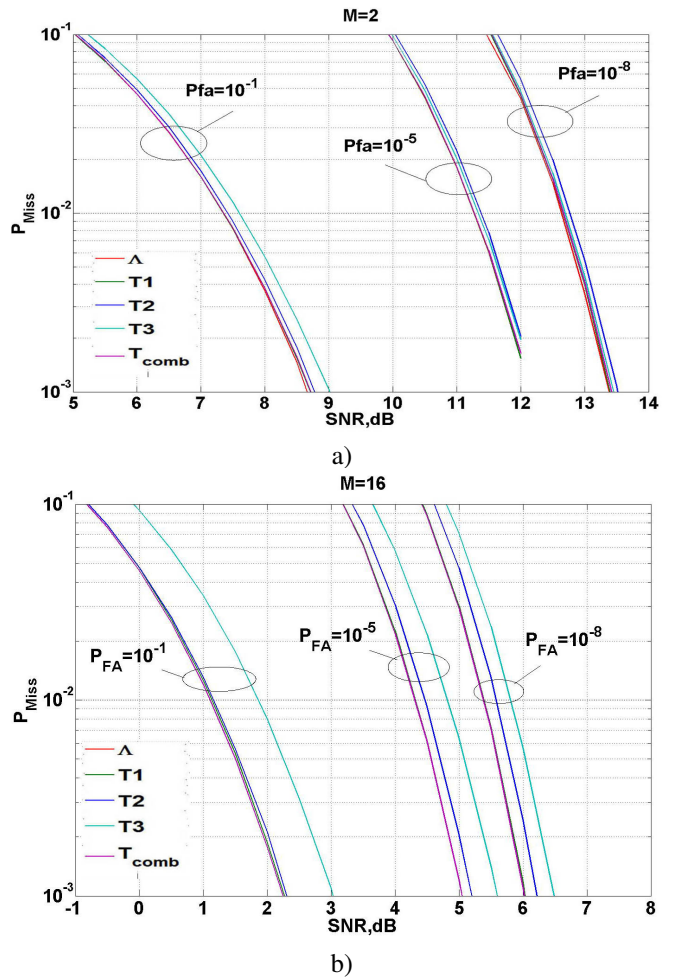 M=2
10⁻¹
10⁻²
10⁻³
P_Miss
Pfa=10⁻¹
Pfa=10⁻⁵
Pfa=10⁻⁸
Λ
T1
T2
T3
T_comb
5 6 7 8 9 10 11 12 13 14
SNR,dB
a)
M=16
10⁻¹
10⁻²
10⁻³
P_Miss
P_FA=10⁻¹
P_FA=10⁻⁵
P_FA=10⁻⁸
Λ
T1
T2
T3
T_comb
-1 0 1 2 3 4 5 6 7 8
SNR,dB
b)